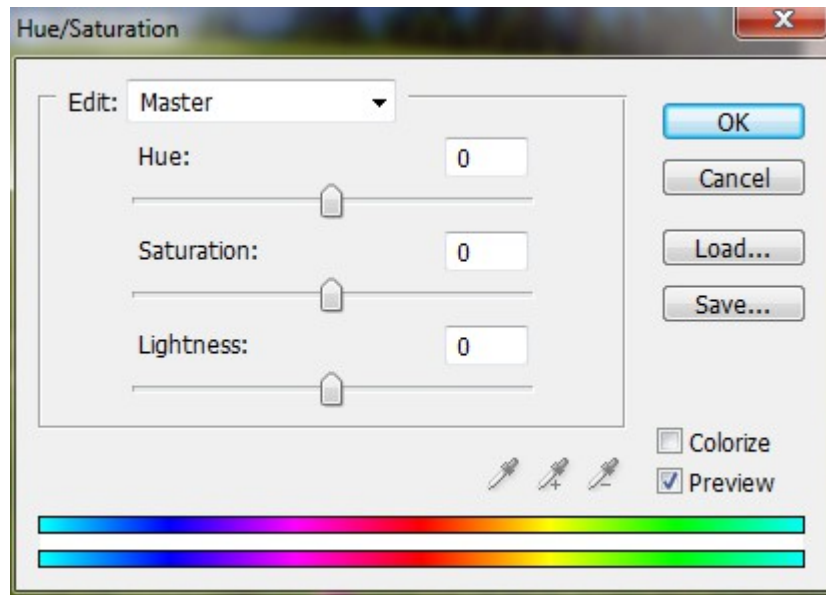 Hue/Saturation
Edit: Master
Hue: 0
Saturation: 0
Lightness: 0
OK
Cancel
Load...
Save...
Colorize
Preview